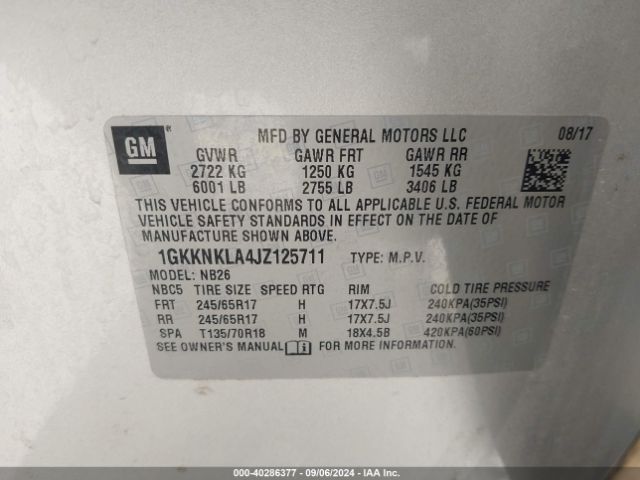 GM ®
MFD BY GENERAL MOTORS LLC 08/17
GVWR GAWR FRT GAWR RR
2722 KG 1250 KG 1545 KG
6001 LB 2755 LB 3406 LB
THIS VEHICLE CONFORMS TO ALL APPLICABLE U.S. FEDERAL MOTOR
VEHICLE SAFETY STANDARDS IN EFFECT ON THE DATE OF
MANUFACTURE SHOWN ABOVE.
1GKKNKLA4JZ125711 TYPE: M.P.V.
MODEL: NB26
NBC5 TIRE SIZE SPEED RTG RIM COLD TIRE PRESSURE
FRT 245/65R17 H 17X7.5J 240KPA(35PSI)
RR 245/65R17 H 17X7.5J 240KPA(35PSI)
SPA T135/70R18 M 18X4.5B 420KPA(60PSI)
SEE OWNER'S MANUAL FOR MORE INFORMATION.
000-40286377 - 09/06/2024 - IAA Inc.